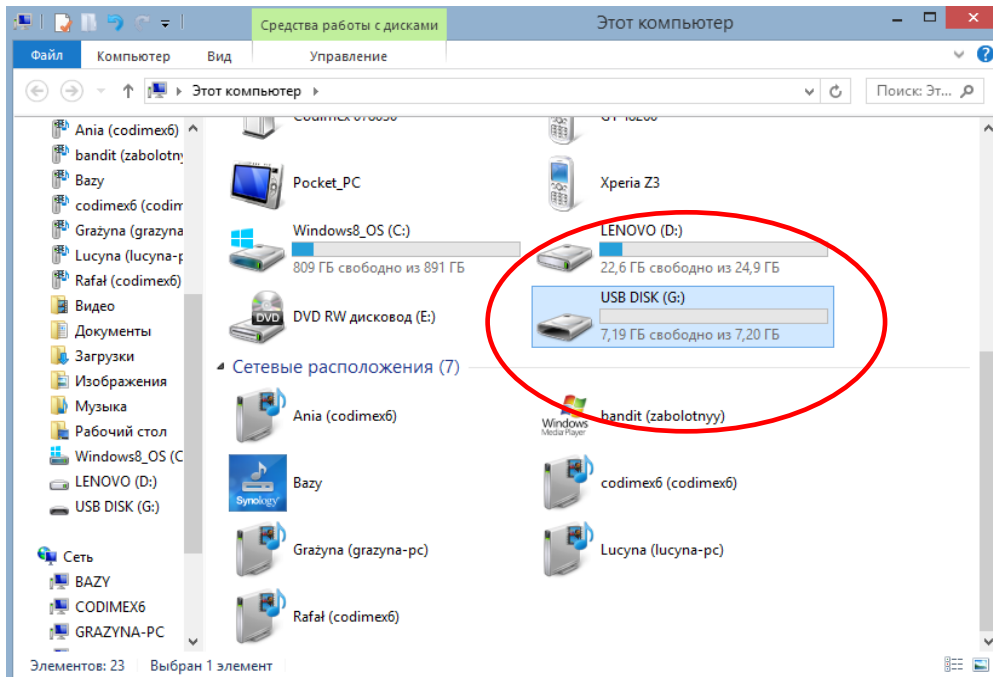 Средства работы с дисками
Этот компьютер
Файл
Компьютер
Вид
Управление
Этот компьютер
Поиск: Эт...
Ania (codimex6)
bandit (zabolotny
Bazy
codimex6 (codim
Grażyna (grazyna
Lucyna (lucyna-p
Rafał (codimex6)
Видео
Документы
Загрузки
Изображения
Музыка
Рабочий стол
Windows8_OS (C
LENOVO (D:)
USB DISK (G:)
Сеть
BAZY
CODIMEX6
GRAZYNA-PC
Pocket_PC
Xperia Z3
Windows8_OS (C:)
809 ГБ свободно из 891 ГБ
LENOVO (D:)
22,6 ГБ свободно из 24,9 ГБ
DVD
DVD RW дисковод (E:)
USB DISK (G:)
7,19 ГБ свободно из 7,20 ГБ
Сетевые расположения (7)
Ania (codimex6)
Windows
Media Player
bandit (zabolotnyy)
Synology
Bazy
codimex6 (codimex6)
Grażyna (grazyna-pc)
Lucyna (lucyna-pc)
Rafał (codimex6)
Элементов: 23
Выбран 1 элемент